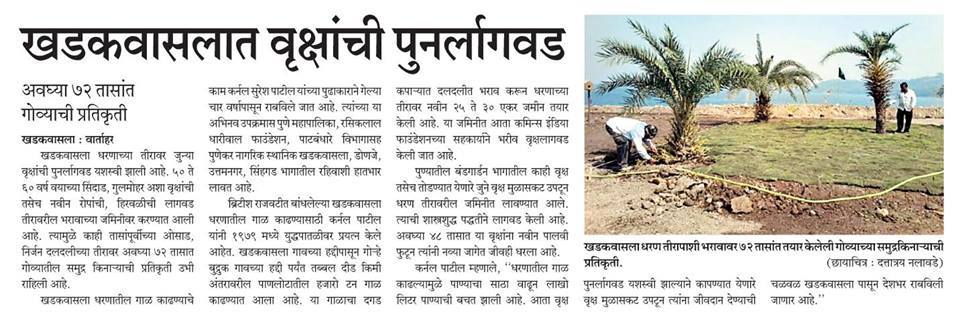 खडकवासलात वृक्षांची पुनर्लागवड
अवघ्या ७२ तासांत
गोव्याची प्रतिकृती
खडकवासला : वार्ताहर
खडकवासला धरणाच्या तीरावर जुन्या
वृक्षांची पुनर्लागवड यशस्वी झाली आहे. ५० ते
६० वर्ष वयाच्या सिंदाड, गुलमोहर अशा वृक्षांची
तसेच नवीन रोपांची, हिरवळीची लागवड
तीरावरील भरावाच्या जमिनीवर करण्यात आली
आहे. त्यामुळे काही तासांपूर्वीच्या ओसाड,
निर्जन दलदलीच्या तीरावर अवघ्या ७२ तासात
गोव्यातील समुद्र किनाऱ्याची प्रतिकृती उभी
राहिली आहे.
खडकवासला धरणातील गाळ काढण्याचे
काम कर्नल सुरेश पाटील यांच्या पुढाकाराने गेल्या
चार वर्षापासून राबविले जात आहे. त्यांच्या या
अभिनव उपक्रमास पुणे महापालिका, रसिकलाल
धारीवाल फाउंडेशन, पाटबंधारे विभागासह
पुणेकर नागरिक स्थानिक खडकवासला, डोणजे,
उत्तमनगर, सिंहगड भागातील रहिवाशी हातभार
लावत आहे.
ब्रिटीश राजवटीत बांधलेल्या खडकवासला
धरणातील गाळ काढण्यासाठी कर्नल पाटील
यांनी १९७६ मध्ये युद्धपातळीवर प्रयत्न केले
आहेत. खडकवासला गावच्या हद्दीपासून गोऱ्हे
बुद्रुक गावच्या हद्दी पर्यंत तब्बल दीड किमी
अंतरावरील पाणलोटातील हजारो टन गाळ
काढण्यात आला आहे. या गाळाचा दगड
कपाऱ्यात दलदलीत भराव करून धरणाच्या
तीरावर नवीन २५ ते ३० एकर जमीन तयार
केली आहे. या जमिनीत आता कमिन्स इंडिया
फाउंडेशनच्या सहकार्याने भरीव वृक्षलागवड
केली जात आहे.
पुण्यातील बंडगार्डन भागातील काही वृक्ष
तसेच तोडण्यात येणारे जुने वृक्ष मुळासकट उपटून
धरण तीरावरील जमिनीत लावण्यात आले.
त्याची शास्त्रशुद्ध पद्धतीने लागवड केली आहे.
अवघ्या ४८ तासात या वृक्षांना नवीन पालवी
फुटून त्यांनी नव्या जागेत जीवही धरला आहे.
कर्नल पाटील म्हणाले, ''धरणातील गाळ
काढल्यामुळे पाण्याचा साठा वाढून लाखो
लिटर पाण्याची बचत झाली आहे. आता वृक्ष
खडकवासला धरण तीरापाशी भरावावर ७२ तासांत तयार केलेली गोव्याच्या समुद्रकिनाऱ्याची
प्रतिकृती. (छायाचित्र : दत्तात्रय नलावडे)
पुनर्लागवड यशस्वी झाल्याने कापण्यात येणारे
वृक्ष मुळासकट उपटून त्यांना जीवदान देण्याची
चळवळ खडकवासला पासून देशभर राबविली
जाणार आहे.''